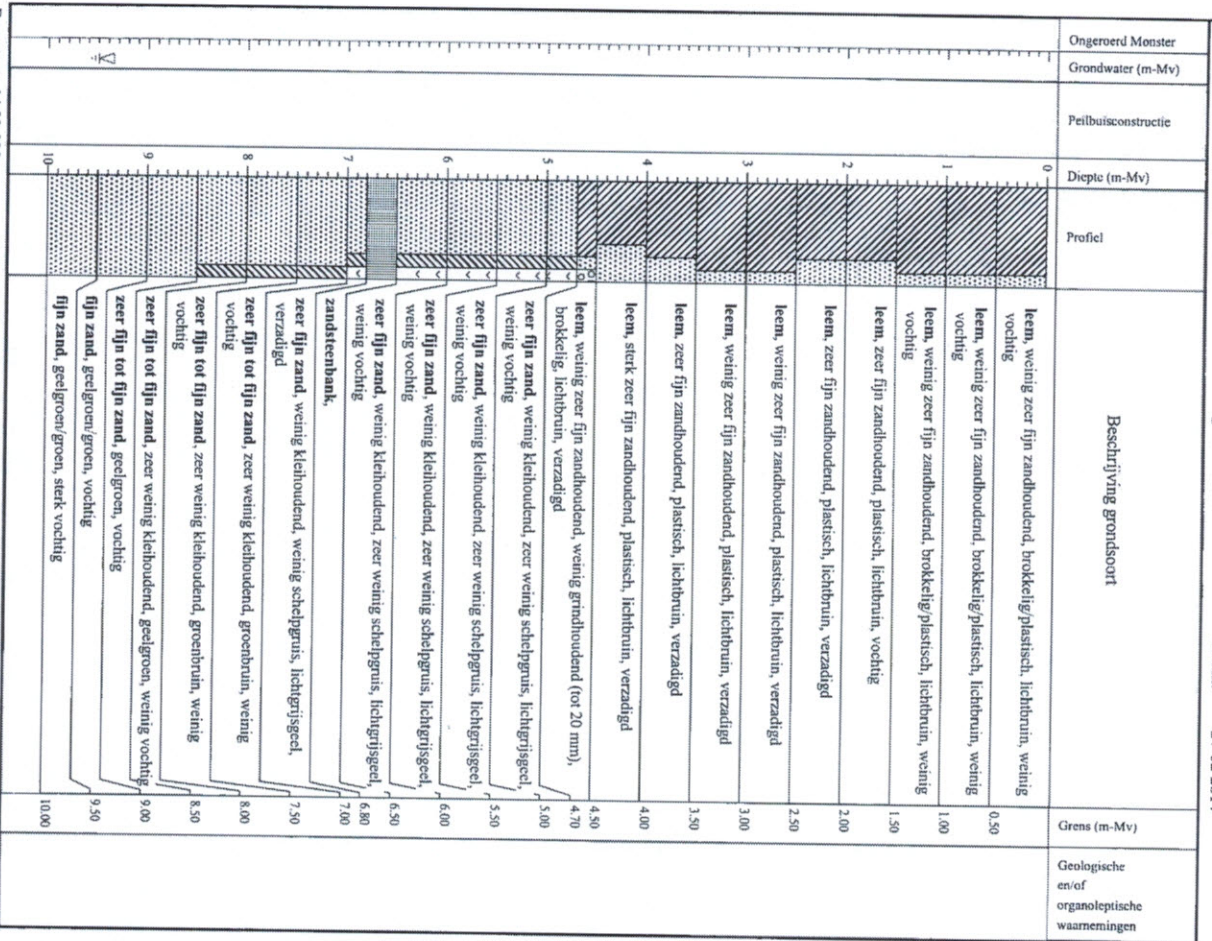 Ongeroerd Monster
Grondwater (m-Mv)
Peilbuisconstructie
Diepte (m-Mv)
Profiel
Beschrijving grondsoort
Grens (m-Mv)
Geologische
en/of
organoleptische
waarnemingen
0
1
2
3
4
5
6
7
8
9
10
leem, weinig zeer fijn zandhoudend, brokkelig/plastisch, lichtbruin, weinig
vochtig
0.50
leem, weinig zeer fijn zandhoudend, brokkelig/plastisch, lichtbruin, weinig
vochtig
1.00
leem, weinig zeer fijn zandhoudend, brokkelig/plastisch, lichtbruin, weinig
vochtig
1.50
leem, zeer fijn zandhoudend, plastisch, lichtbruin, vochtig
2.00
leem, zeer fijn zandhoudend, plastisch, lichtbruin, verzadigd
2.50
leem, weinig zeer fijn zandhoudend, plastisch, lichtbruin, verzadigd
3.00
leem, weinig zeer fijn zandhoudend, plastisch, lichtbruin, verzadigd
3.50
leem, zeer fijn zandhoudend, plastisch, lichtbruin, verzadigd
4.00
leem, sterk zeer fijn zandhoudend, plastisch, lichtbruin, verzadigd
4.50
leem, weinig zeer fijn zandhoudend, weinig grindhoudend (tot 20 mm),
brokkelig, lichtbruin, verzadigd
4.70
zeer fijn zand, weinig kleihoudend, zeer weinig schelpgruis, lichtgrijsgeel,
weinig vochtig
5.00
zeer fijn zand, weinig kleihoudend, zeer weinig schelpgruis, lichtgrijsgeel,
weinig vochtig
5.50
zeer fijn zand, weinig kleihoudend, zeer weinig schelpgruis, lichtgrijsgeel,
weinig vochtig
6.00
zeer fijn zand, weinig kleihoudend, zeer weinig schelpgruis, lichtgrijsgeel,
weinig vochtig
6.50
zandsteenbank,
6.80
zeer fijn zand, weinig kleihoudend, weinig schelpgruis, lichtgrijsgeel,
verzadigd
7.00
zeer fijn tot fijn zand, zeer weinig kleihoudend, groenbruin, weinig
vochtig
7.50
zeer fijn tot fijn zand, zeer weinig kleihoudend, groenbruin, weinig
vochtig
8.00
zeer fijn tot fijn zand, zeer weinig kleihoudend, geelgroen, weinig vochtig
8.50
zeer fijn tot fijn zand, geelgroen, vochtig
9.00
fijn zand, geelgroen/groen, vochtig
9.50
fijn zand, geelgroen/groen, sterk vochtig
10.00